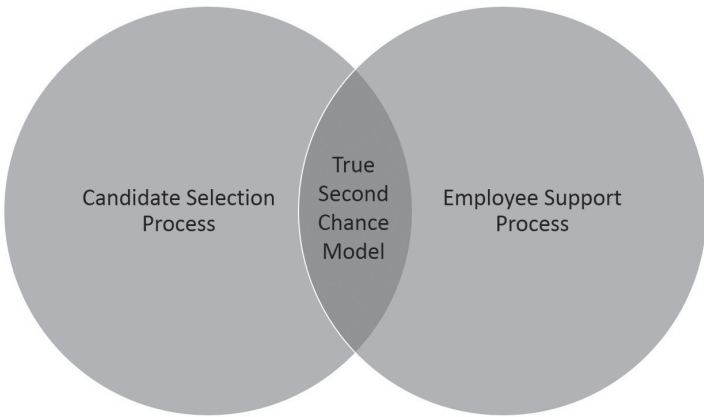 Candidate Selection
Process
True
Second
Chance
Model
Employee Support
Process